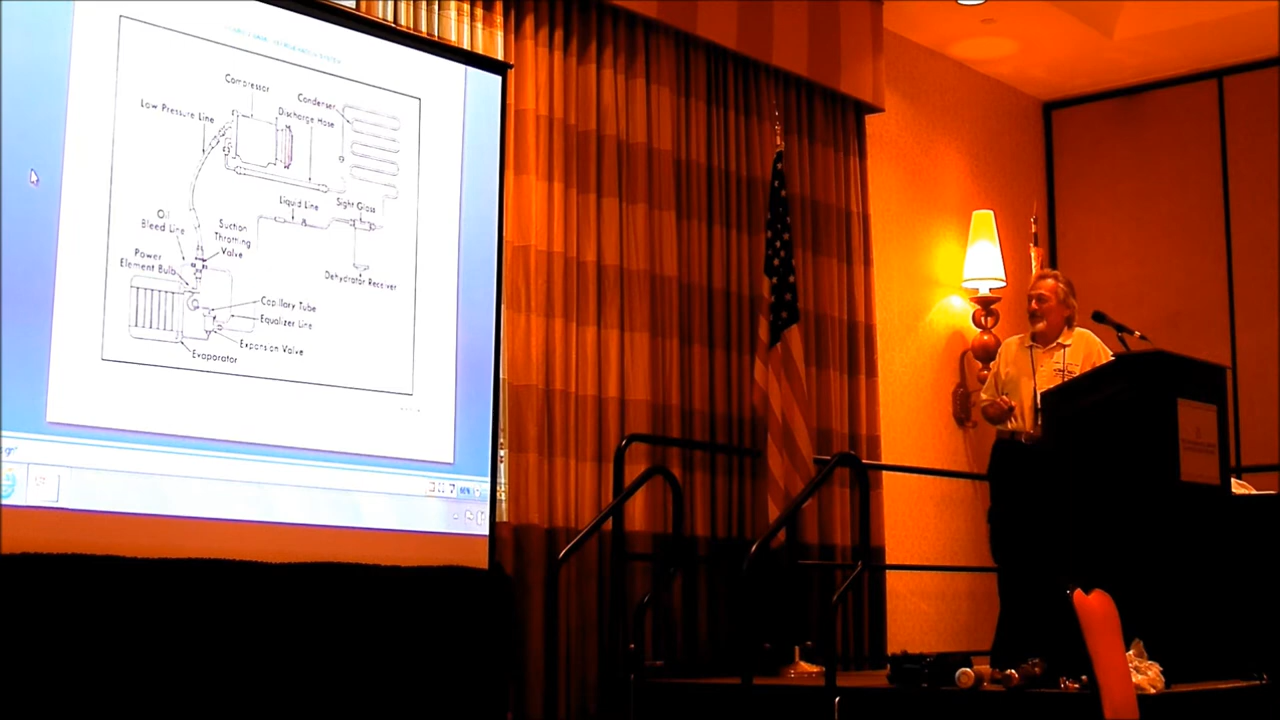 Compressor
Condenser
Low Pressure Line
Discharge Hose
Liquid Line
Sight Glass
Oil
Bleed Line
Suction
Throttling
Valve
Power
Element Bulb
Dehydrator Receiver
Capillary Tube
Equalizer Line
Expansion Valve
Evaporator